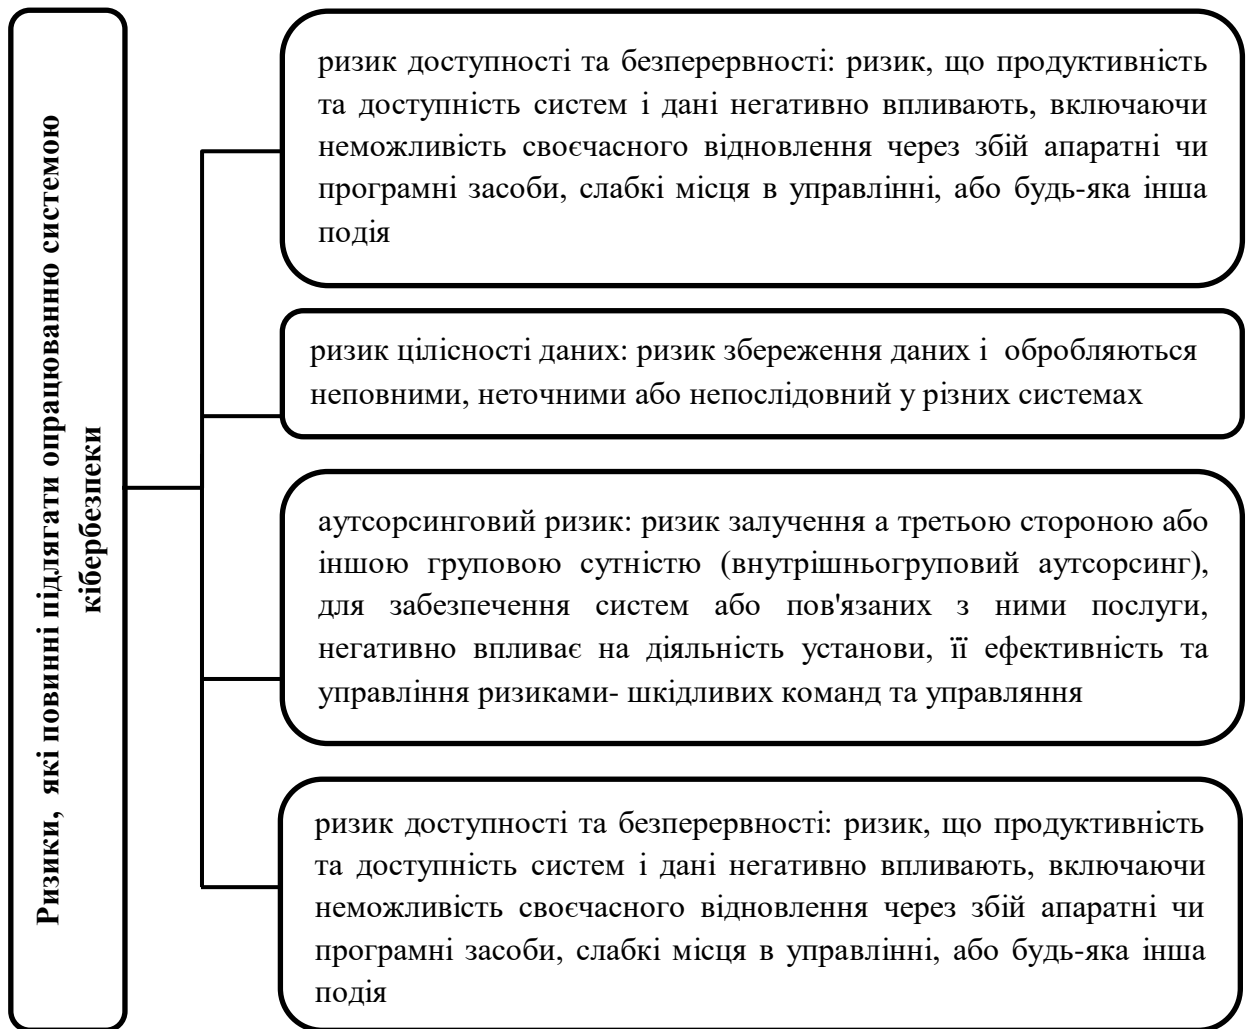 Ризики, які повинні підлягати опрацюванню системою
кібербезпеки
ризик доступності та безперервності: ризик, що продуктивність
та доступність систем і дані негативно впливають, включаючи
неможливість своєчасного відновлення через збій апаратні чи
програмні засоби, слабкі місця в управлінні, або будь-яка інша
подія
ризик цілісності даних: ризик збереження даних і обробляються
неповними, неточними або непослідовний у різних системах
аутсорсинговий ризик: ризик залучення а третьою стороною або
іншою груповою сутністю (внутрішньогруповий аутсорсинг),
для забезпечення систем або пов'язаних з ними послуги,
негативно впливає на діяльність установи, її ефективність та
управління ризиками- шкідливих команд та управляння
ризик доступності та безперервності: ризик, що продуктивність
та доступність систем і дані негативно впливають, включаючи
неможливість своєчасного відновлення через збій апаратні чи
програмні засоби, слабкі місця в управлінні, або будь-яка інша
подія